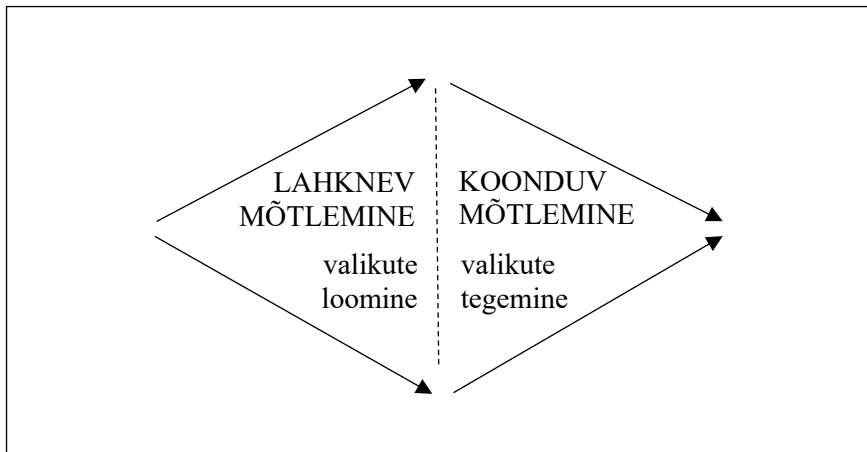 LAHKNEV
MÕTLEMINE
valikute
loomine
KOONDUV
MÕTLEMINE
valikute
tegemine